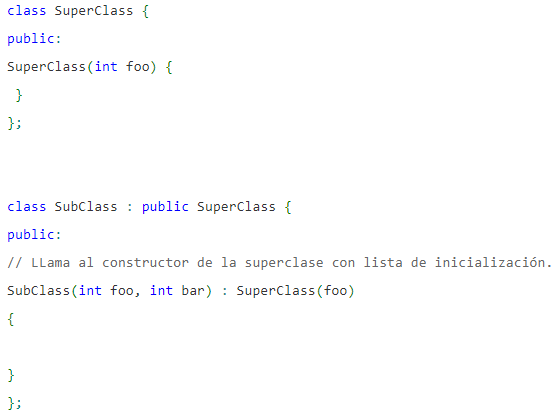 class SuperClass {
public:
SuperClass(int foo) {
 }
};
class SubClass : public SuperClass {
public:
// LLama al constructor de la superclase con lista de inicialización.
SubClass(int foo, int bar) : SuperClass(foo)
{
}
};